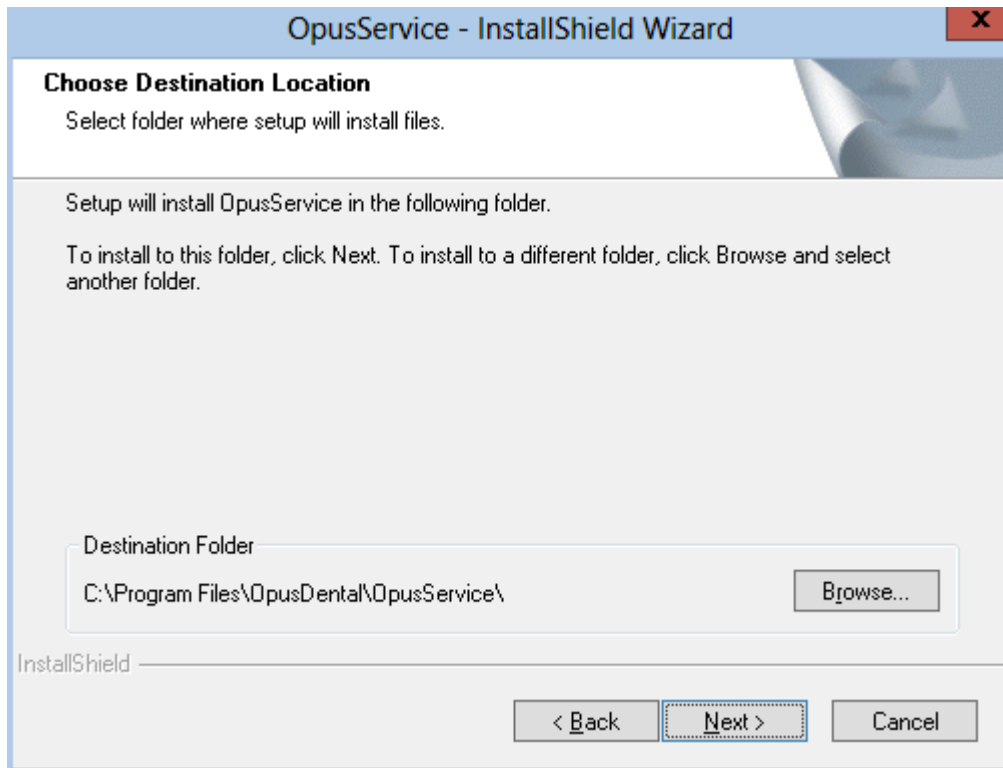 OpusService - InstallShield Wizard
x
Choose Destination Location
Select folder where setup will install files.
Setup will install OpusService in the following folder.
To install to this folder, click Next. To install to a different folder, click Browse and select
another folder.
Destination Folder
C:\Program Files\OpusDental\OpusService\
Browse...
InstallShield
< Back
Next >
Cancel